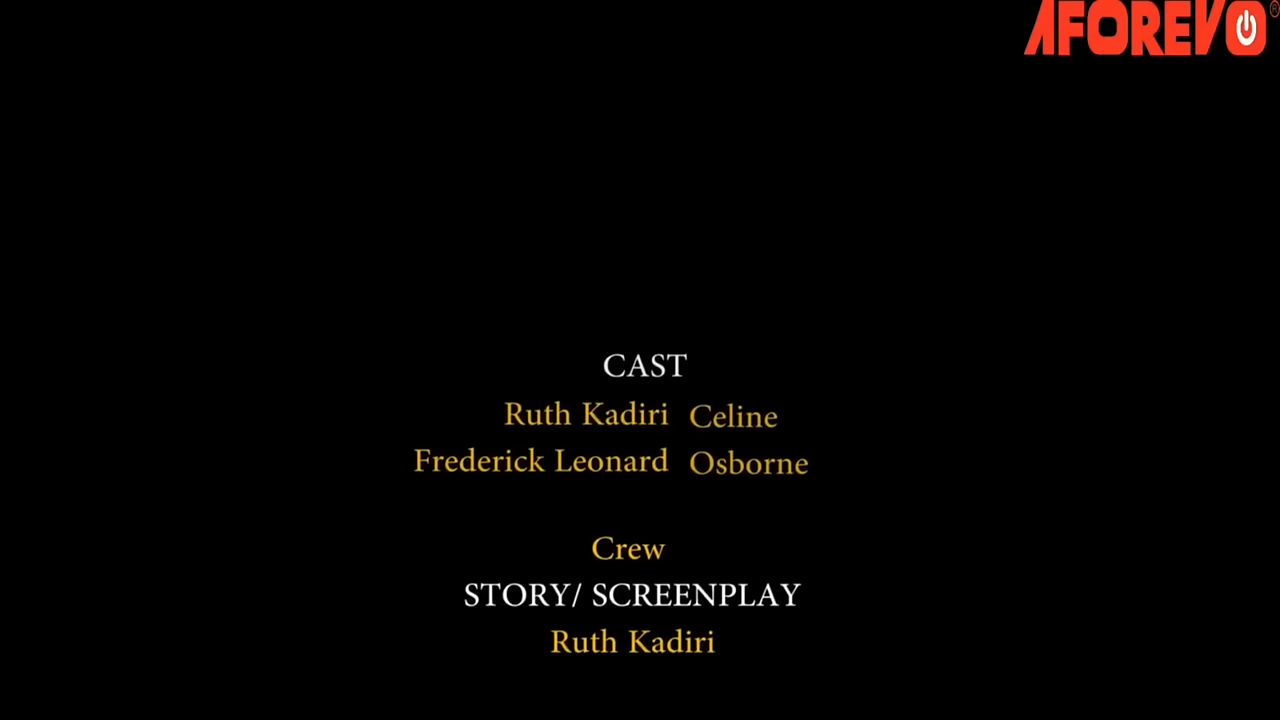 AFOREVO®
CAST
Ruth Kadiri Celine
Frederick Leonard Osborne
Crew
STORY/ SCREENPLAY
Ruth Kadiri